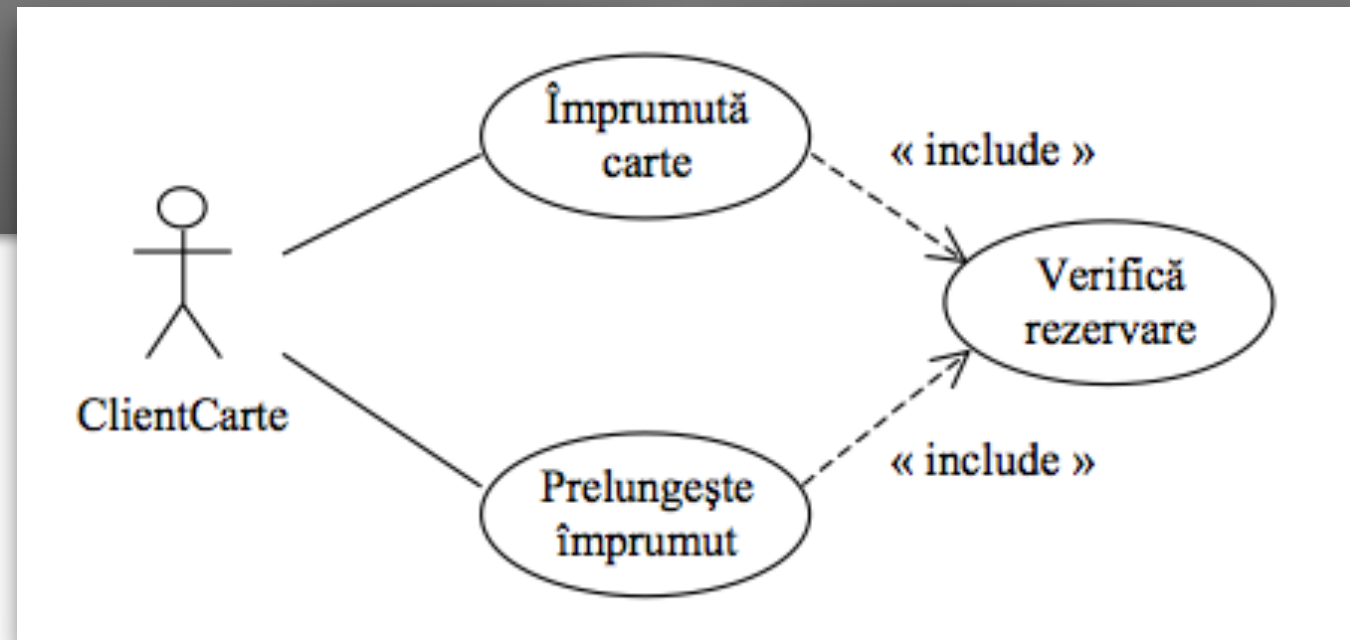 Împrumută
carte
« include »
Verifică
rezervare
ClientCarte
« include »
Prelungeşte
împrumut